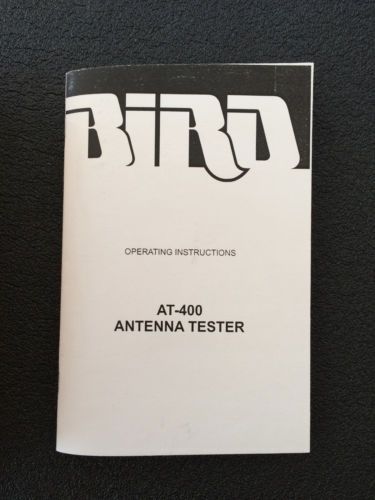 BIRD
OPERATING INSTRUCTIONS
AT-400
ANTENNA TESTER